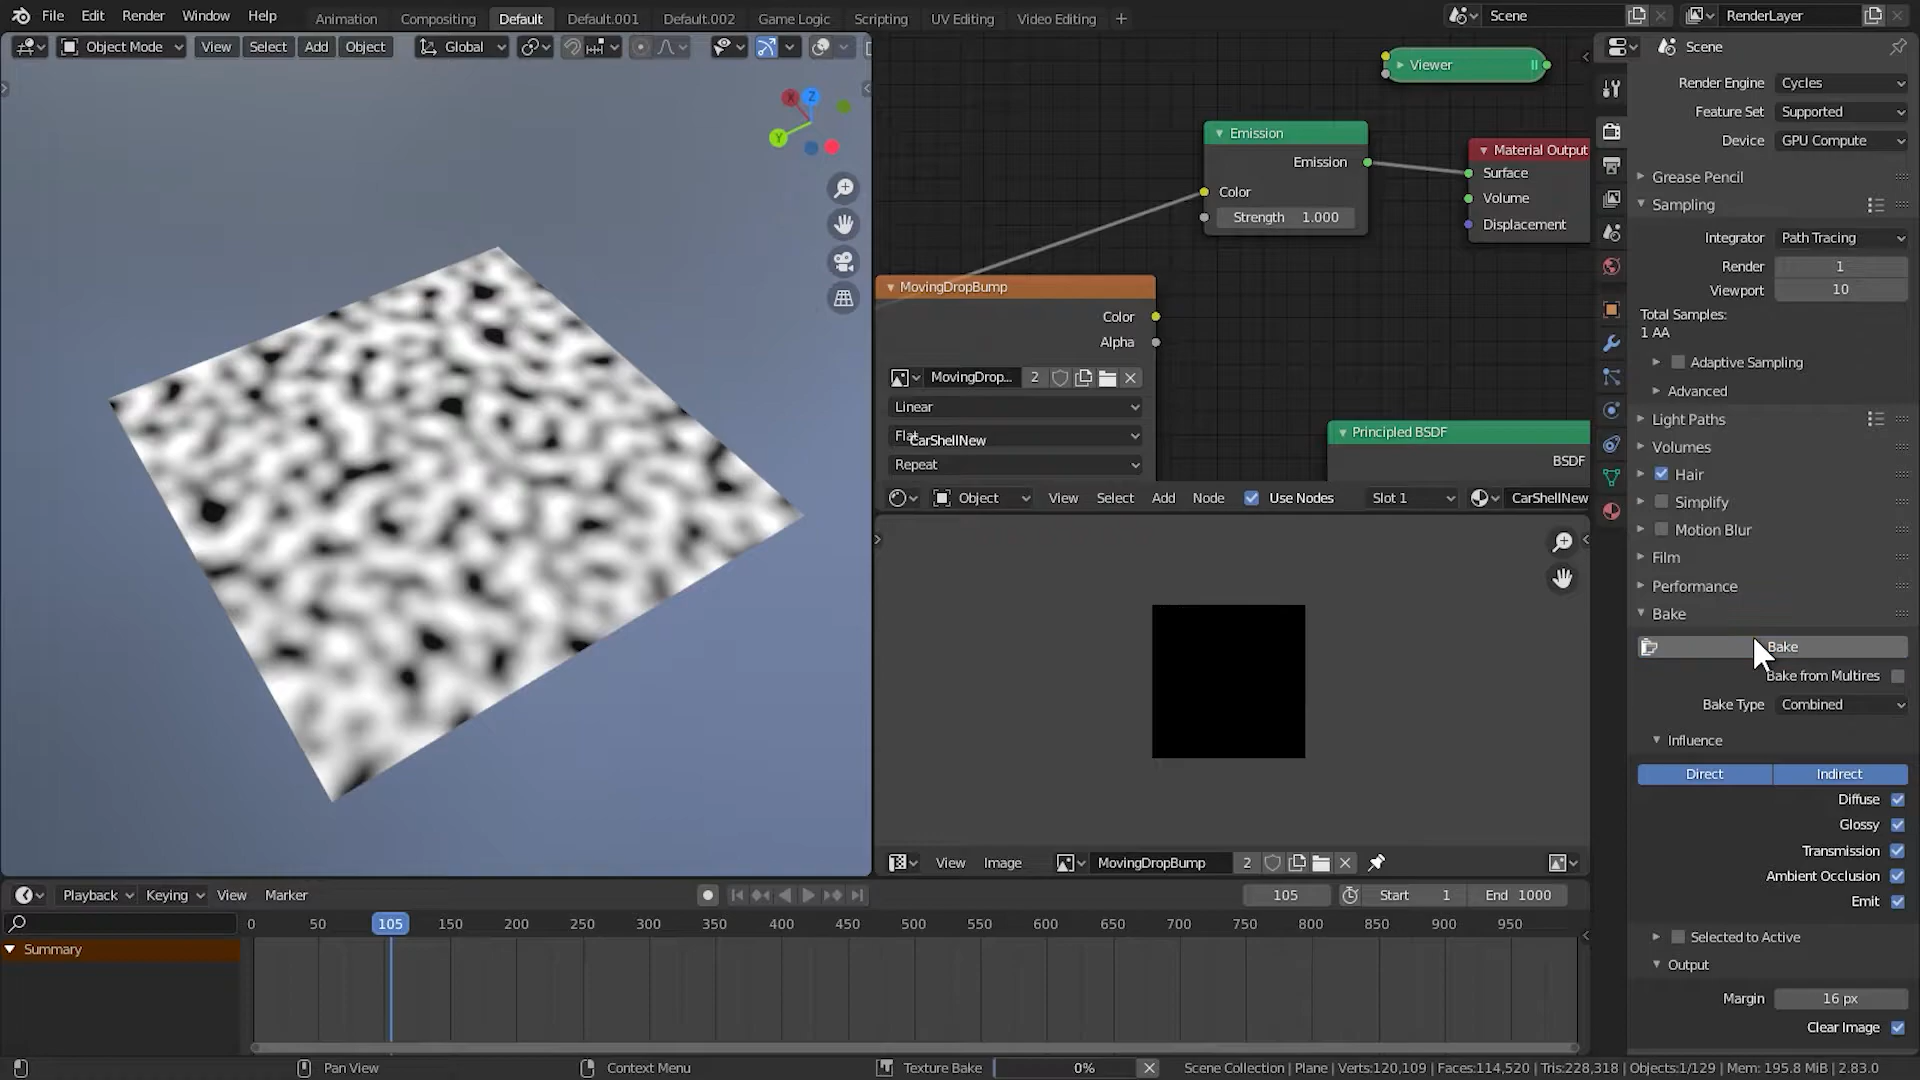 File Edit Render Window Help Animation Compositing Default Default.001 Default.002 Game Logic Scripting UV Editing Video Editing + Scene RenderLayer
Object Mode View Select Add Object Global
X Z
Y
Viewer
Emission
Emission
Color
Strength 1.000
Material Output
Surface
Volume
Displacement
MovingDropBump
Color
Alpha
MovingDrop... 2
Linear
Flat
CarShellNew
Repeat
Principled BSDF
BSDF
Object View Select Add Node Use Nodes Slot 1 CarShellNew
View Image MovingDropBump 2
Scene
Render Engine Cycles
Feature Set Supported
Device GPU Compute
Grease Pencil
Sampling
Integrator Path Tracing
Render 1
Viewport 10
Total Samples:
1 AA
Adaptive Sampling
Advanced
Light Paths
Volumes
Hair
Simplify
Motion Blur
Film
Performance
Bake
Bake
Bake from Multires
Bake Type Combined
Influence
Direct Indirect
Diffuse
Glossy
Transmission
Ambient Occlusion
Emit
Selected to Active
Output
Margin 16 px
Clear Image
Playback Keying View Marker 105 Start 1 End 1000
0 50 105 150 200 250 300 350 400 450 500 550 600 650 700 750 800 850 900 950
Summary
Pan View Context Menu Texture Bake 0% Scene Collection | Plane | Verts:120,109 | Faces:114,520 | Tris:228,318 | Objects:1/129 | Mem: 195.8 MiB | 2.83.0